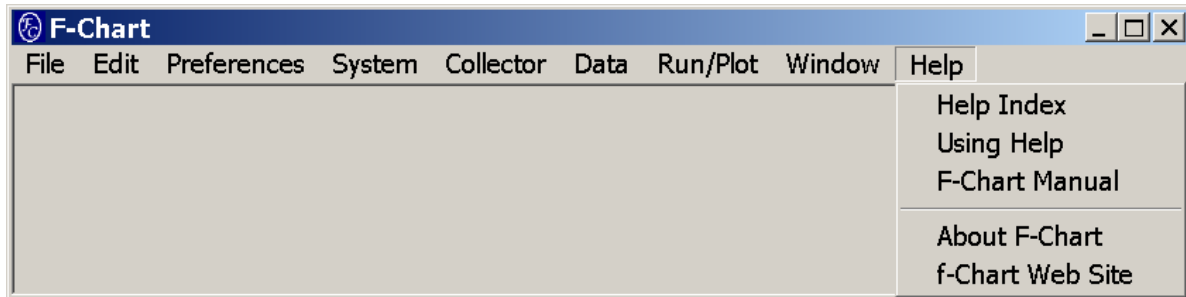 F-Chart
File Edit Preferences System Collector Data Run/Plot Window Help
Help Index
Using Help
F-Chart Manual
About F-Chart
f-Chart Web Site